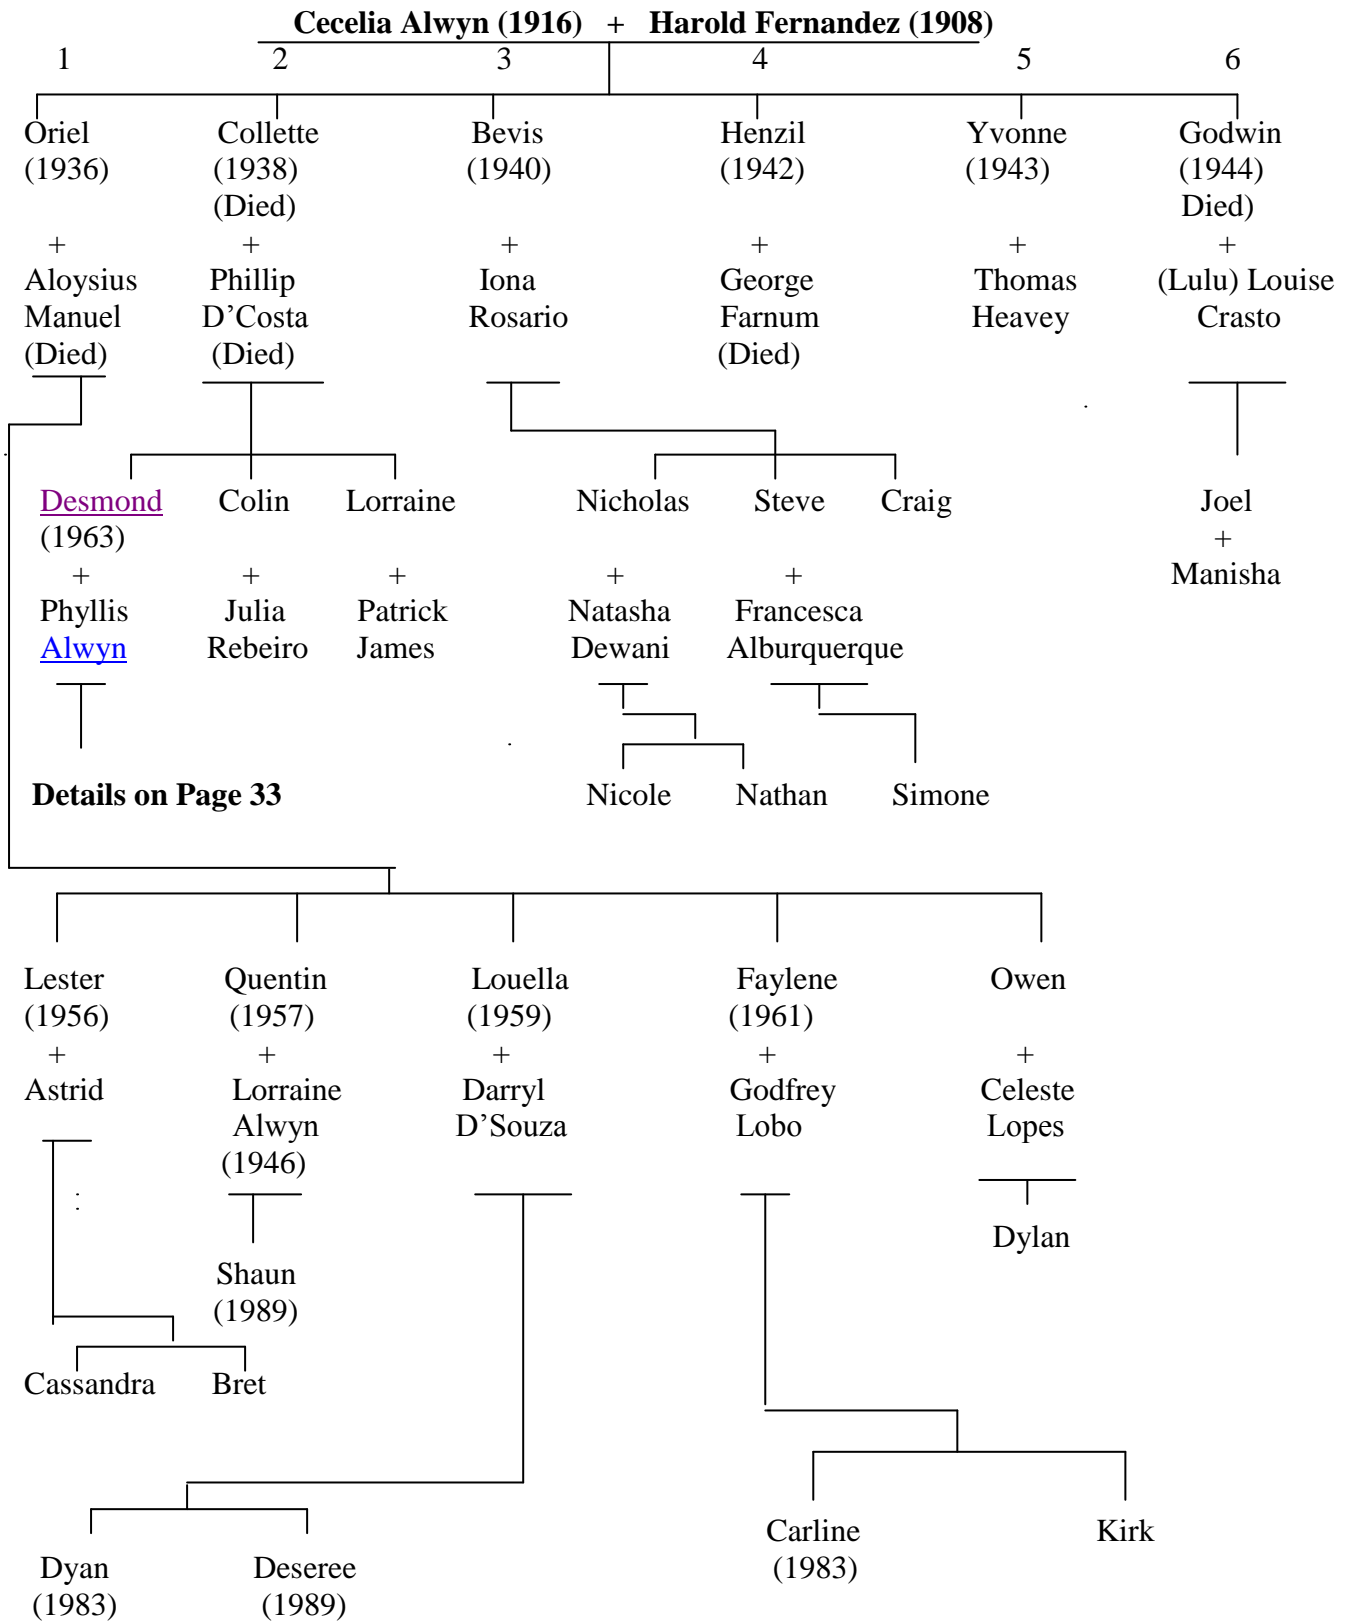 Cecelia Alwyn (1916) + Harold Fernandez (1908)
1 2 3 4 5 6
Oriel Collette Bevis Henzil Yvonne Godwin
(1936) (1938) (1940) (1942) (1943) (1944)
(Died) Died)
+ + + + + +
Aloysius Phillip Iona George Thomas (Lulu) Louise
Manuel D’Costa Rosario Farnum Heavey Crasto
(Died) (Died) (Died)
Desmond Colin Lorraine Nicholas Steve Craig Joel
(1963) +
+ + + + + Manisha
Phyllis Julia Patrick Natasha Francesca
Alwyn Rebeiro James Dewani Alburquerque
Details on Page 33 Nicole Nathan Simone
Lester Quentin Louella Faylene Owen
(1956) (1957) (1959) (1961)
+ + + + +
Astrid Lorraine Darryl Godfrey Celeste
Alwyn D’Souza Lobo Lopes
(1946)
Dylan
Shaun
(1989)
Cassandra Bret
Carline Kirk
(1983)
Dyan Deseree
(1983) (1989)